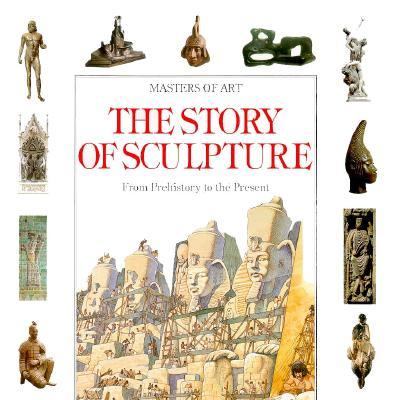 MASTERS OF ART
THE STORY
OF SCULPTURE
From Prehistory to the Present